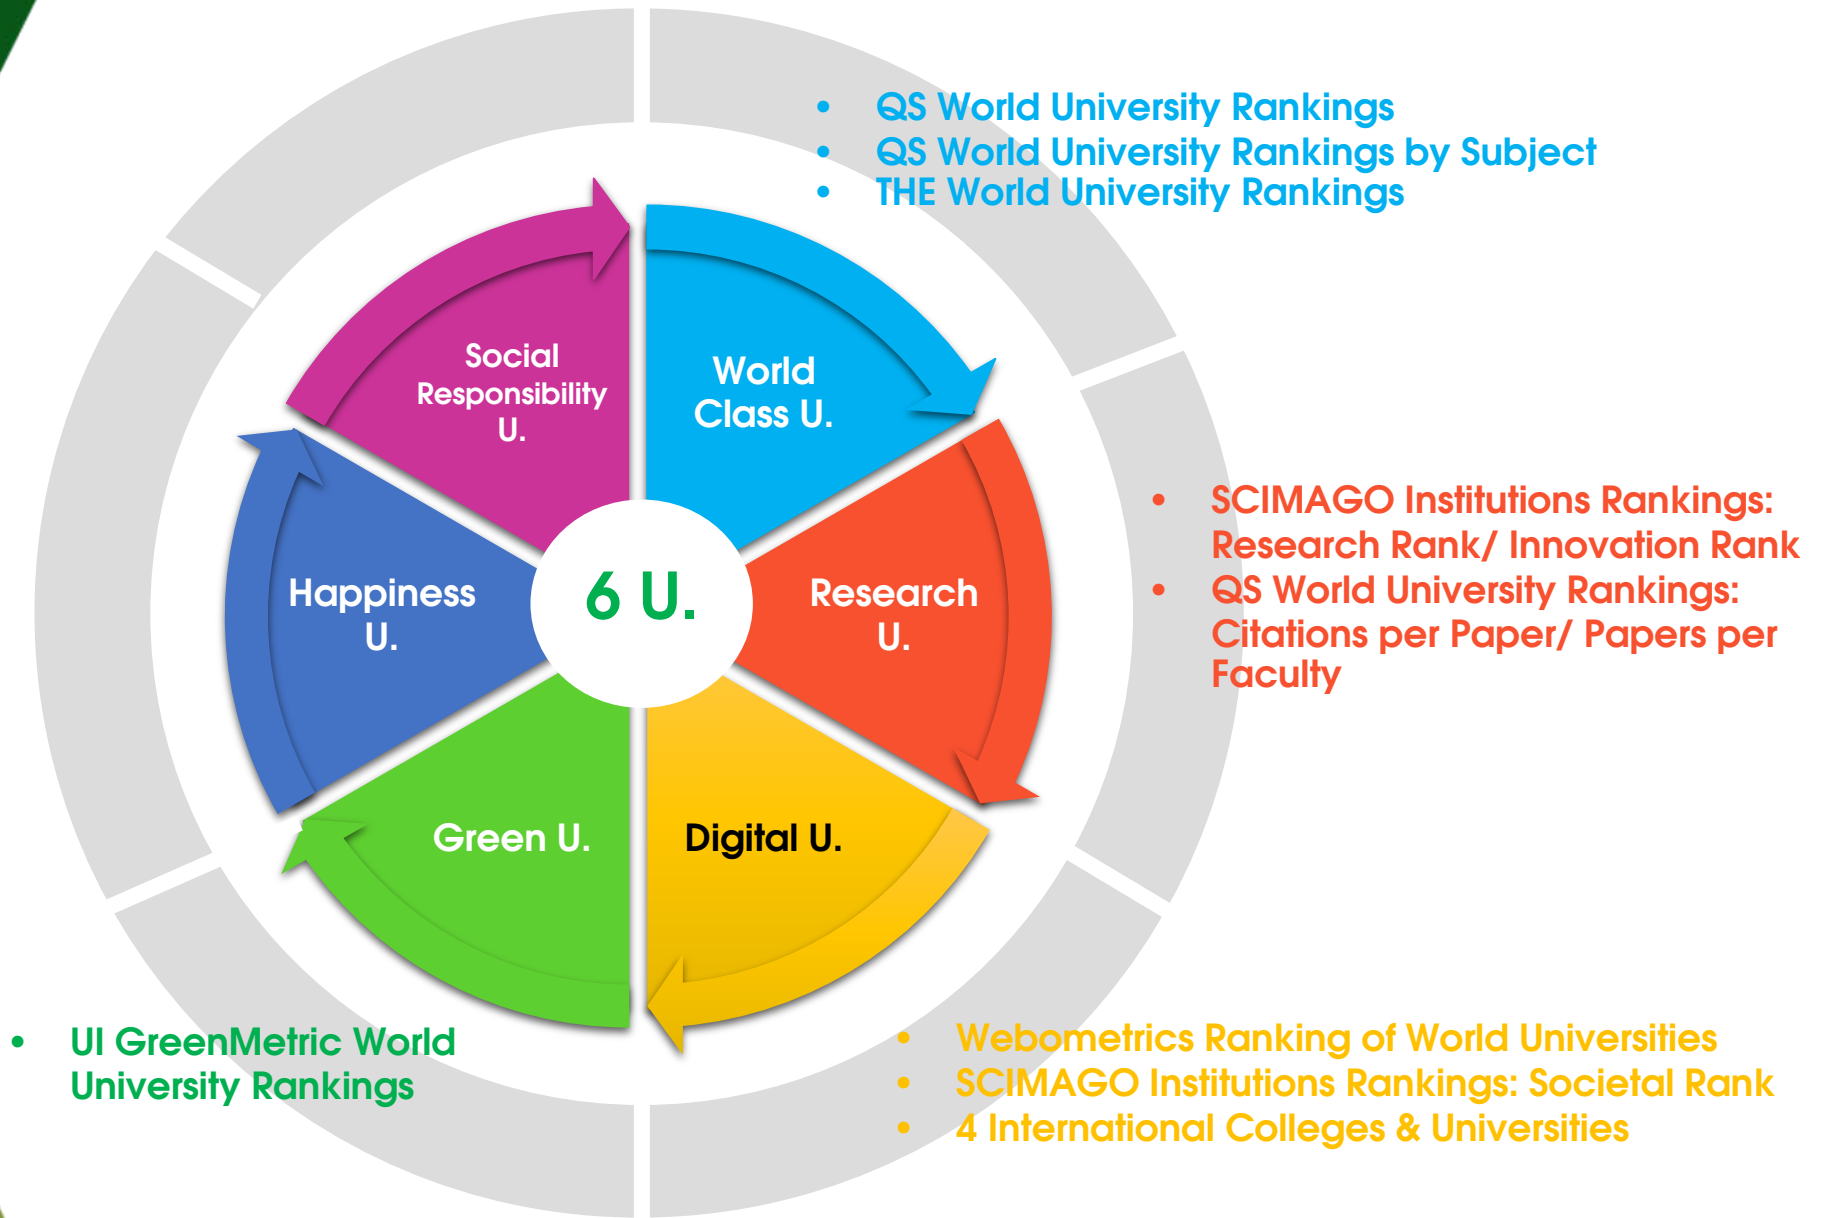 • QS World University Rankings
• QS World University Rankings by Subject
• THE World University Rankings
Social
Responsibility
U.
World
Class U.
• SCIMAGO Institutions Rankings:
Research Rank/ Innovation Rank
• QS World University Rankings:
Citations per Paper/ Papers per
Faculty
Happiness
U.
6 U.
Research
U.
Green U.
Digital U.
• UI GreenMetric World
University Rankings
• Webometrics Ranking of World Universities
• SCIMAGO Institutions Rankings: Societal Rank
• 4 International Colleges & Universities